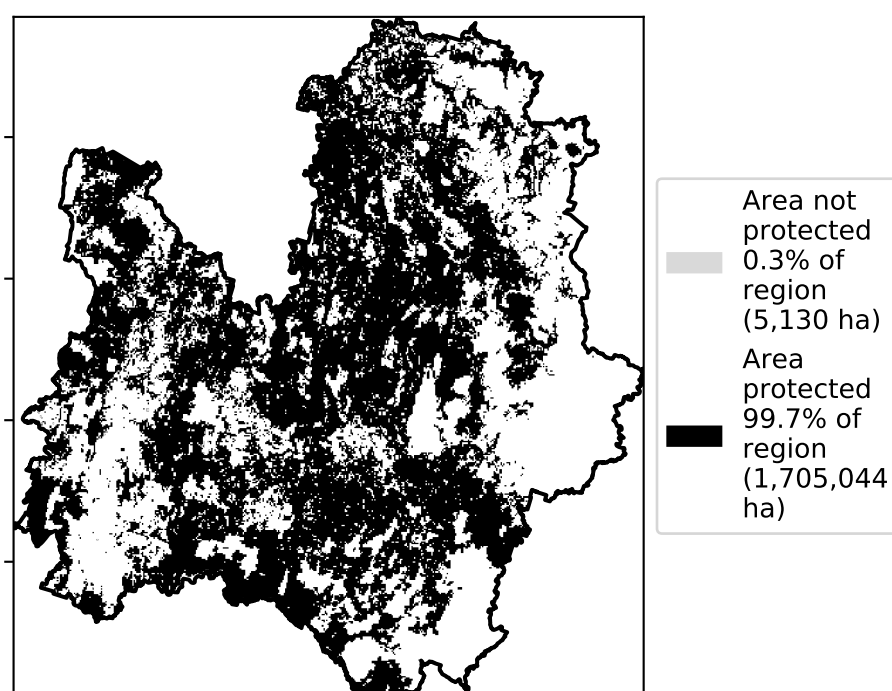 Area not
protected
0.3% of
region
(5,130 ha)
Area
protected
99.7% of
region
(1,705,044
ha)